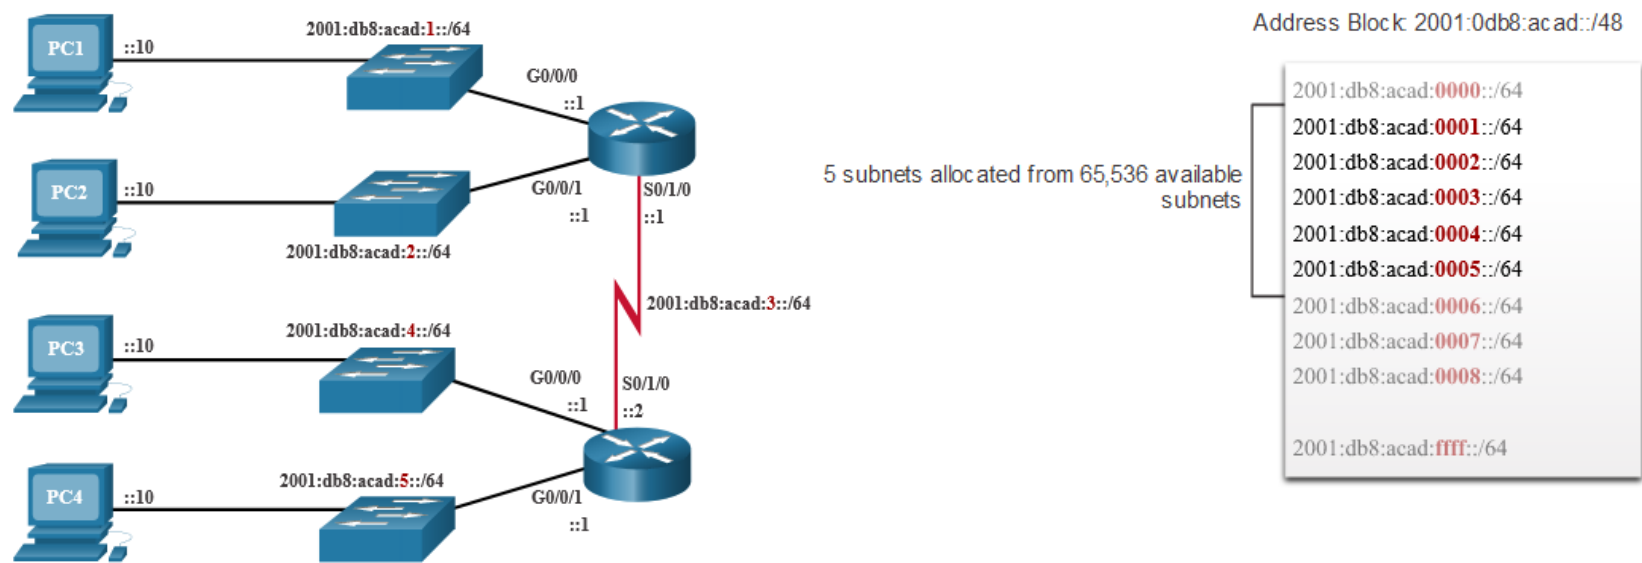 PC1
::10
2001:db8:acad:1::/64
G0/0/0
::1
PC2
::10
2001:db8:acad:2::/64
G0/0/1
::1
S0/1/0
::1
2001:db8:acad:3::/64
PC3
::10
2001:db8:acad:4::/64
G0/0/0
::1
S0/1/0
::2
PC4
::10
2001:db8:acad:5::/64
G0/0/1
::1
Address Block: 2001:0db8:acad::/48
5 subnets allocated from 65,536 available
subnets
2001:db8:acad:0000::/64
2001:db8:acad:0001::/64
2001:db8:acad:0002::/64
2001:db8:acad:0003::/64
2001:db8:acad:0004::/64
2001:db8:acad:0005::/64
2001:db8:acad:0006::/64
2001:db8:acad:0007::/64
2001:db8:acad:0008::/64
2001:db8:acad:ffff::/64